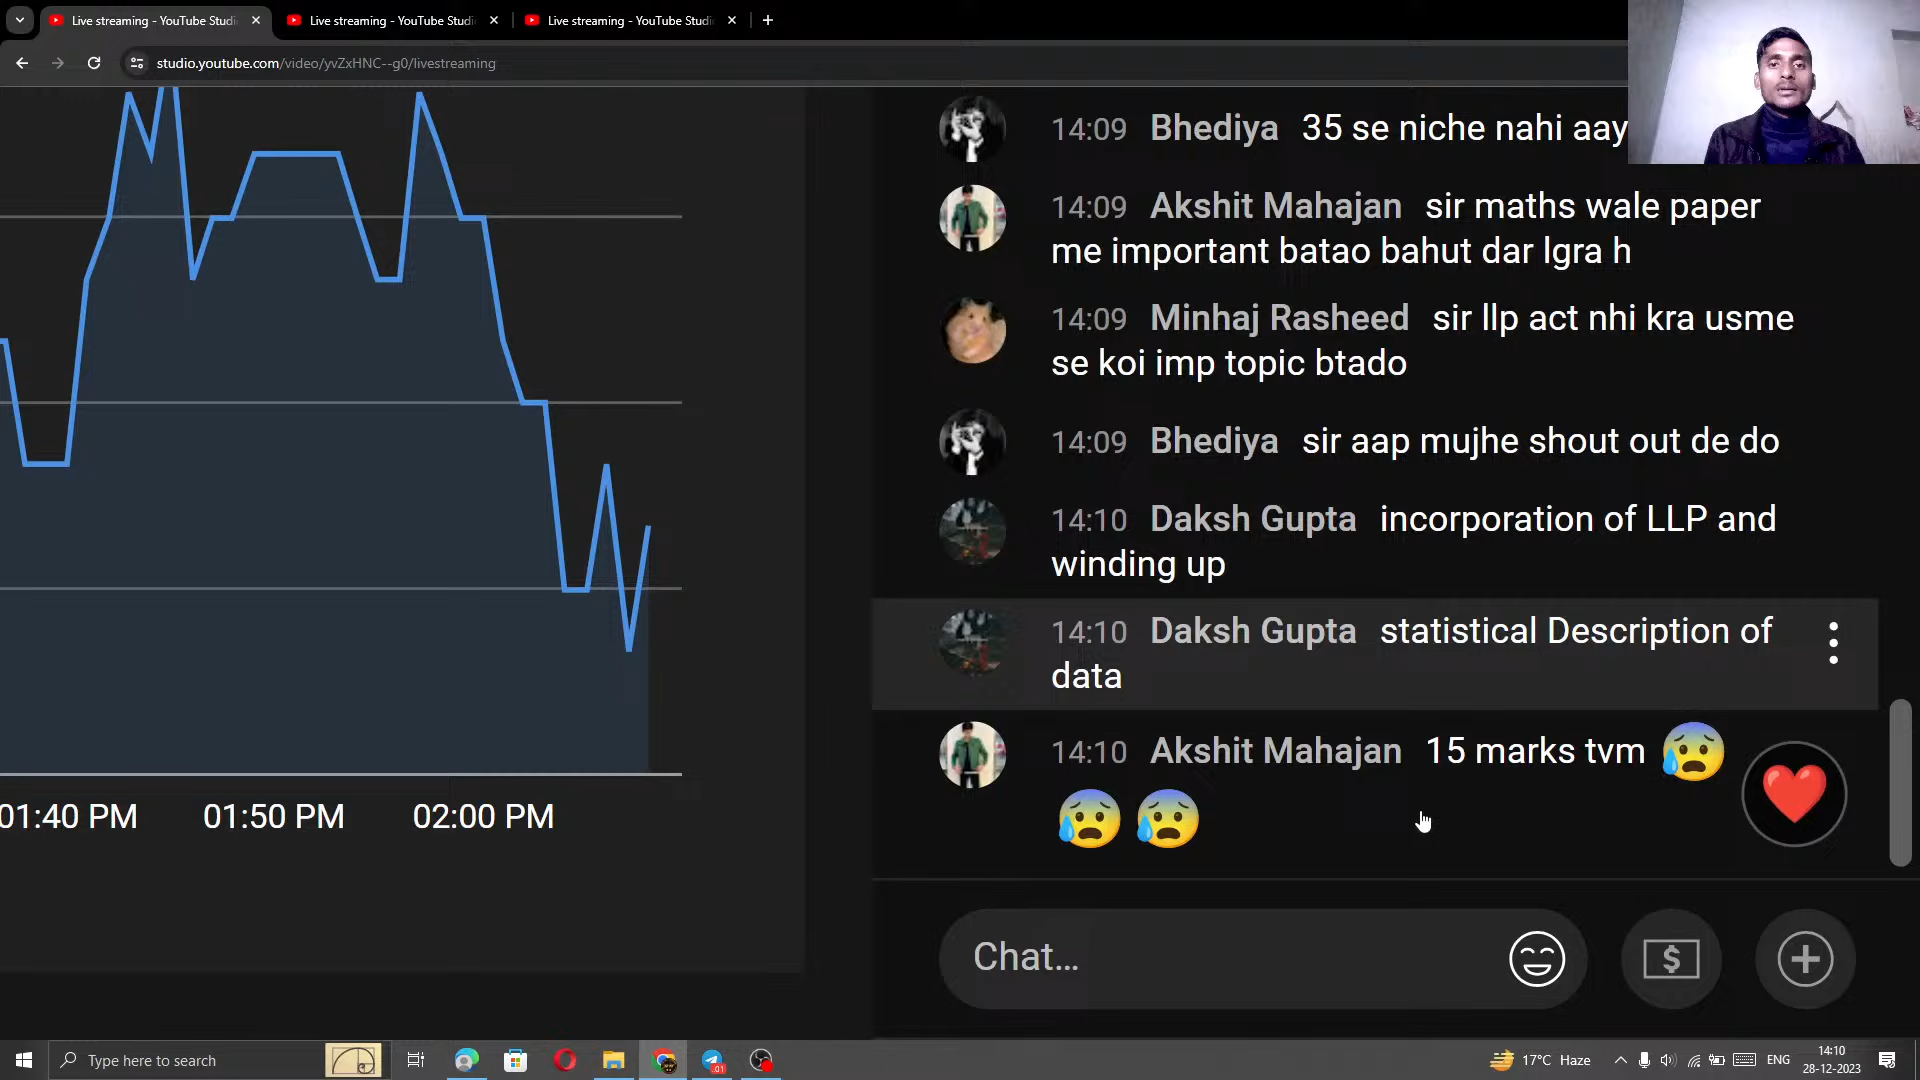 Live streaming - YouTube Studi
Live streaming - YouTube Studi
Live streaming - YouTube Studi
studio.youtube.com/video/yvZxHNC--g0/livestreaming
14:09 Bhediya 35 se niche nahi aay
14:09 Akshit Mahajan sir maths wale paper
me important batao bahut dar lgra h
14:09 Minhaj Rasheed sir llp act nhi kra usme
se koi imp topic btado
14:09 Bhediya sir aap mujhe shout out de do
14:10 Daksh Gupta incorporation of LLP and
winding up
14:10 Daksh Gupta statistical Description of
data
14:10 Akshit Mahajan 15 marks tvm 😰
😰 😰
01:40 PM 01:50 PM 02:00 PM
Chat...
Type here to search
17°C Haze
ENG
14:10
28-12-2023